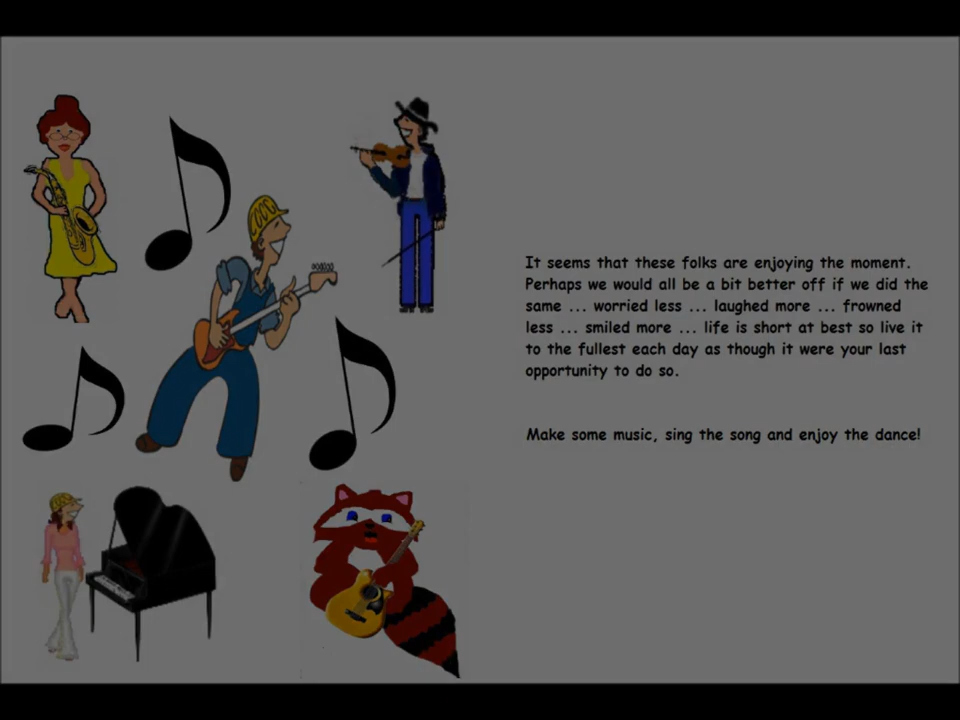 It seems that these folks are enjoying the moment.
Perhaps we would all be a bit better off if we did the
same ... worried less ... laughed more ... frowned
less ... smiled more ... life is short at best so live it
to the fullest each day as though it were your last
opportunity to do so.
Make some music, sing the song and enjoy the dance!